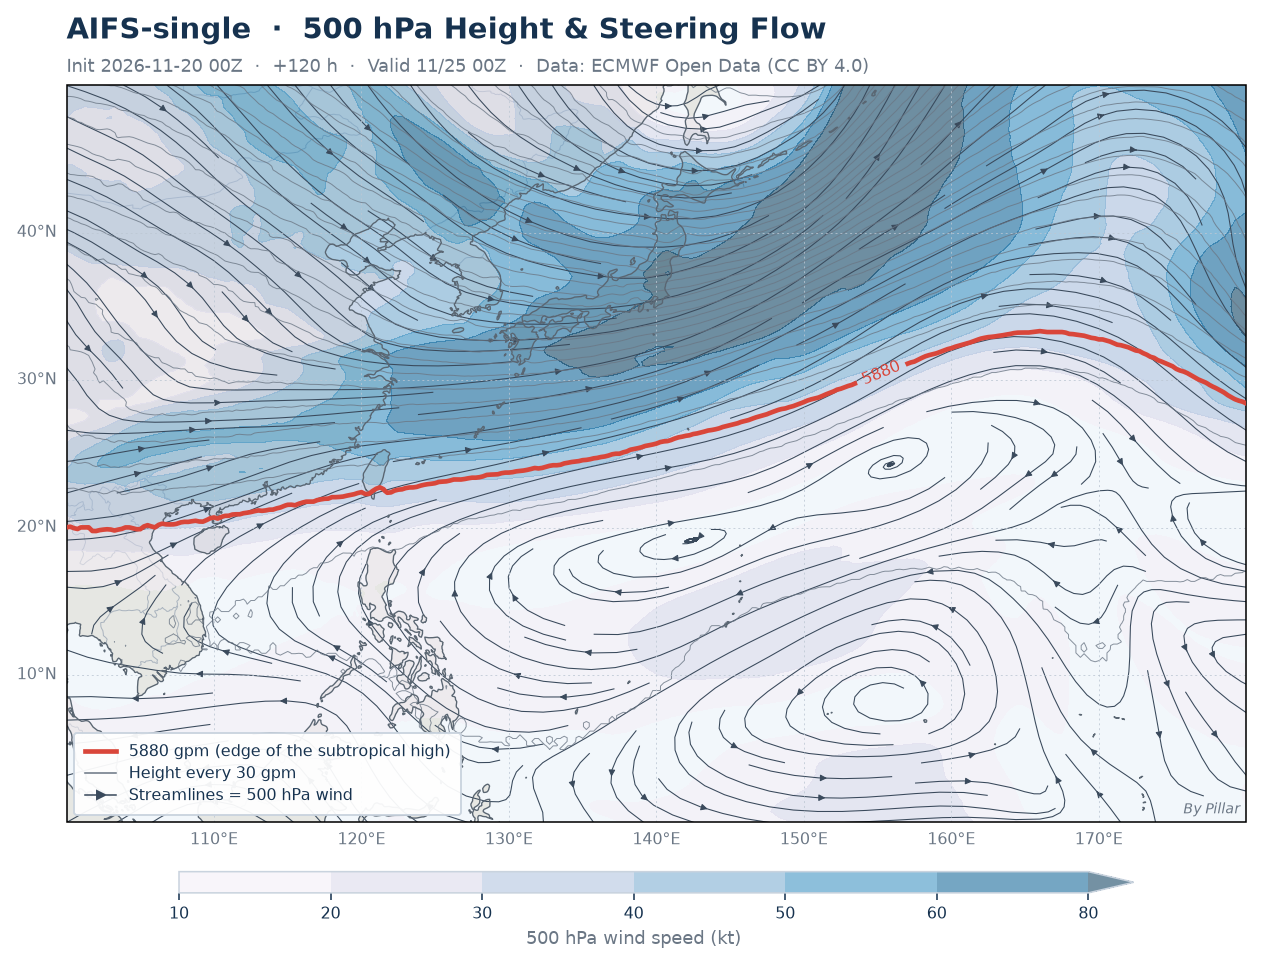 AIFS-single · 500 hPa Height & Steering Flow
Init 2026-11-20 00Z · +120 h · Valid 11/25 00Z · Data: ECMWF Open Data (CC BY 4.0)
40°N
30°N
20°N
10°N
5880
5880 gpm (edge of the subtropical high)
Height every 30 gpm
Streamlines = 500 hPa wind
By Pillar
110°E 120°E 130°E 140°E 150°E 160°E 170°E
10 20 30 40 50 60 80
500 hPa wind speed (kt)